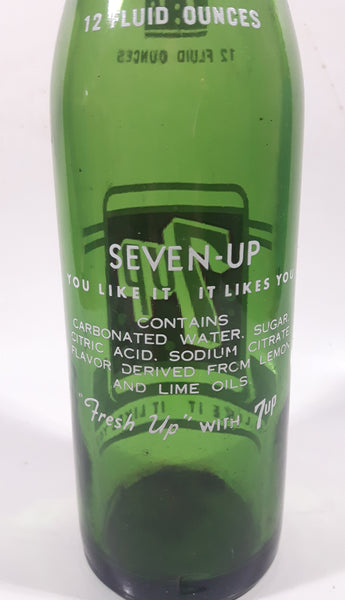 12 FLUID OUNCES
12 FLUID OUNCES
SEVEN-UP
YOU LIKE IT IT LIKES YOU
CONTAINS
CARBONATED WATER, SUGAR,
CITRIC ACID, SODIUM CITRATE,
FLAVOR DERIVED FROM LEMON
AND LIME OILS.
"Fresh Up" WITH 7up